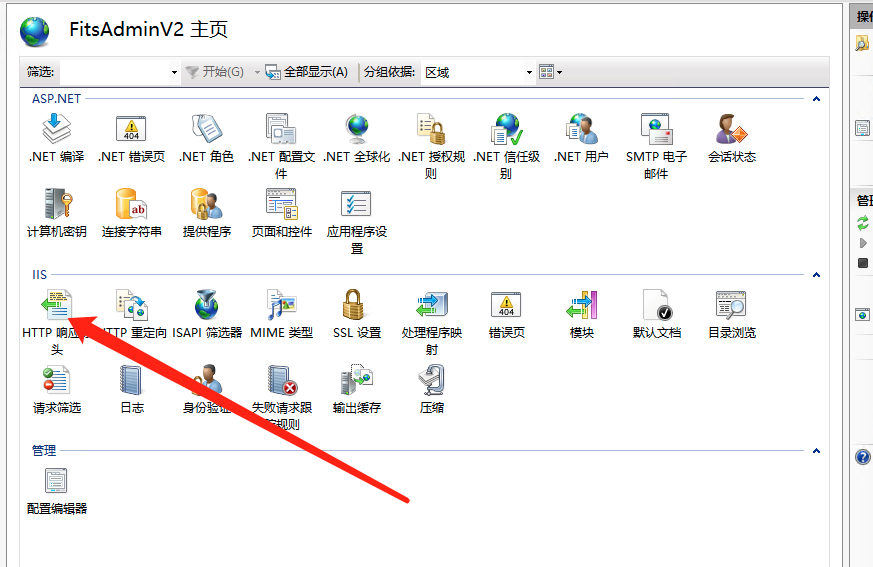 FitsAdminV2 主页
操作
筛选:
开始(G)
全部显示(A)
分组依据:
区域
ASP.NET
.NET 编译
.NET 错误页
.NET 角色
.NET 配置文件
.NET 全球化
.NET 授权规则
.NET 信任级别
.NET 用户
SMTP 电子邮件
会话状态
404
计算机密钥
连接字符串
提供程序
页面和控件
应用程序设置
ab
管理
IIS
HTTP 响应
头
HTTP 重定向
ISAPI 筛选器
MIME 类型
SSL 设置
处理程序映射
错误页
模块
默认文档
目录浏览
404
请求筛选
日志
身份验证
失败请求跟
规则
输出缓存
压缩
管理
配置编辑器